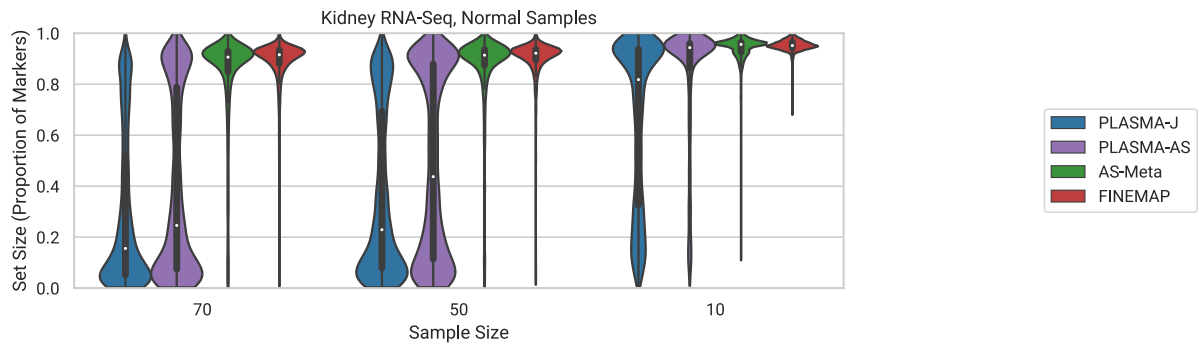 Kidney RNA-Seq, Normal Samples
Set Size (Proportion of Markers)
1.0
0.8
0.6
0.4
0.2
0.0
70
50
10
Sample Size
PLASMA-J
PLASMA-AS
AS-Meta
FINEMAP